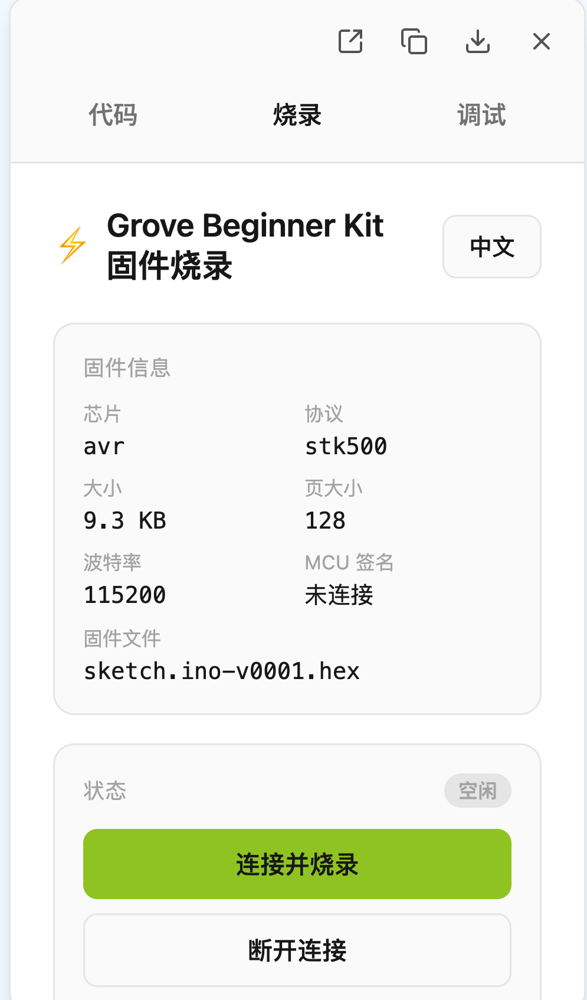 代码
烧录
调试
Grove Beginner Kit
固件烧录
中文
固件信息
芯片
avr
协议
stk500
大小
9.3 KB
页大小
128
波特率
115200
MCU 签名
未连接
固件文件
sketch.ino-v0001.hex
状态
空闲
连接并烧录
断开连接